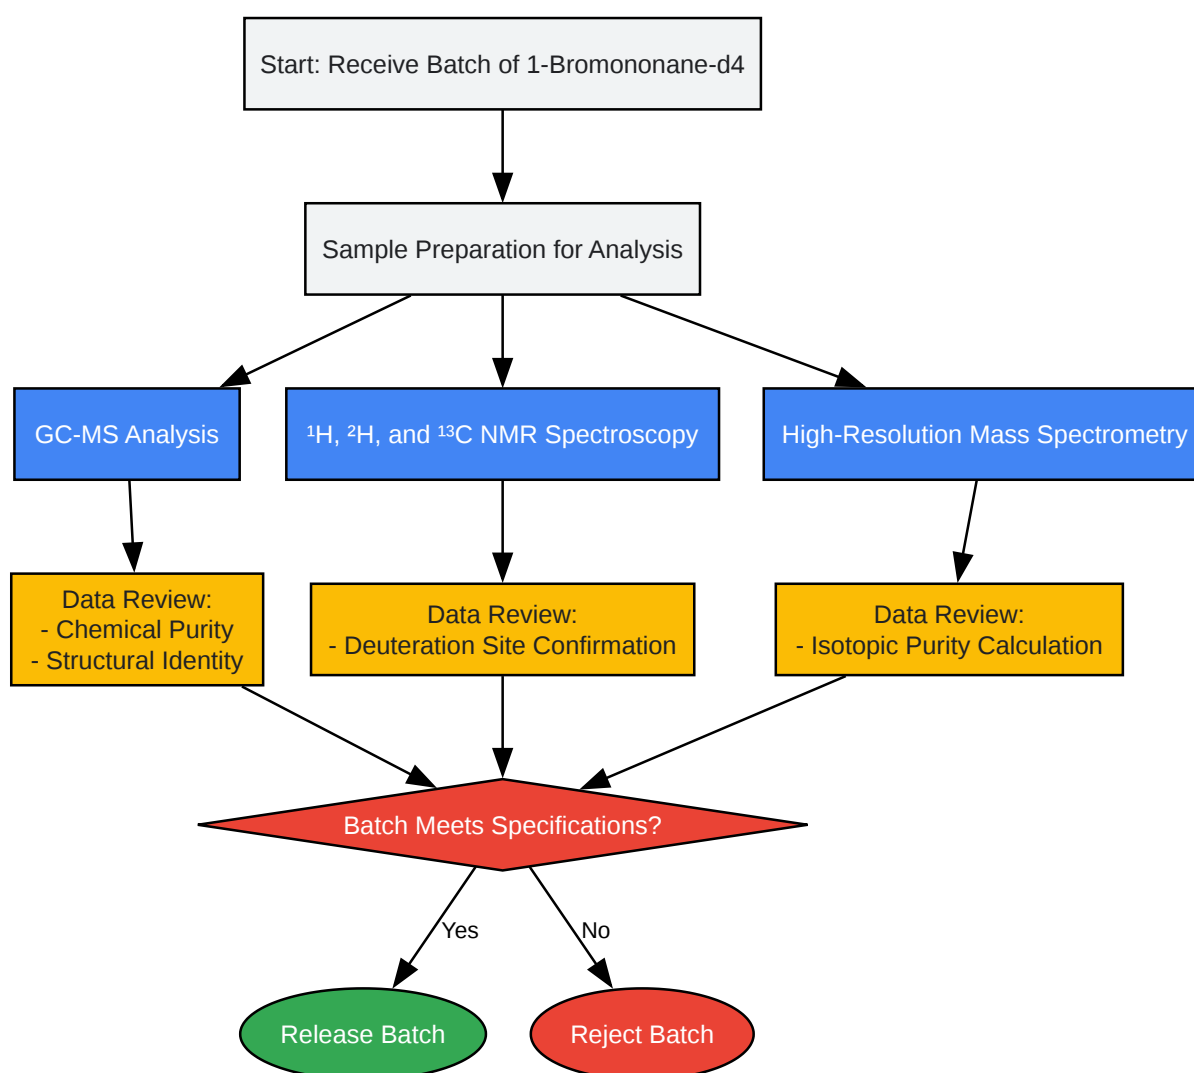 Start: Receive Batch of 1-Bromononane-d4
Sample Preparation for Analysis
GC-MS Analysis
¹H, ²H, and ¹³C NMR Spectroscopy
High-Resolution Mass Spectrometry
Data Review:
- Chemical Purity
- Structural Identity
Data Review:
- Deuteration Site Confirmation
Data Review:
- Isotopic Purity Calculation
Batch Meets Specifications?
Yes
No
Release Batch
Reject Batch